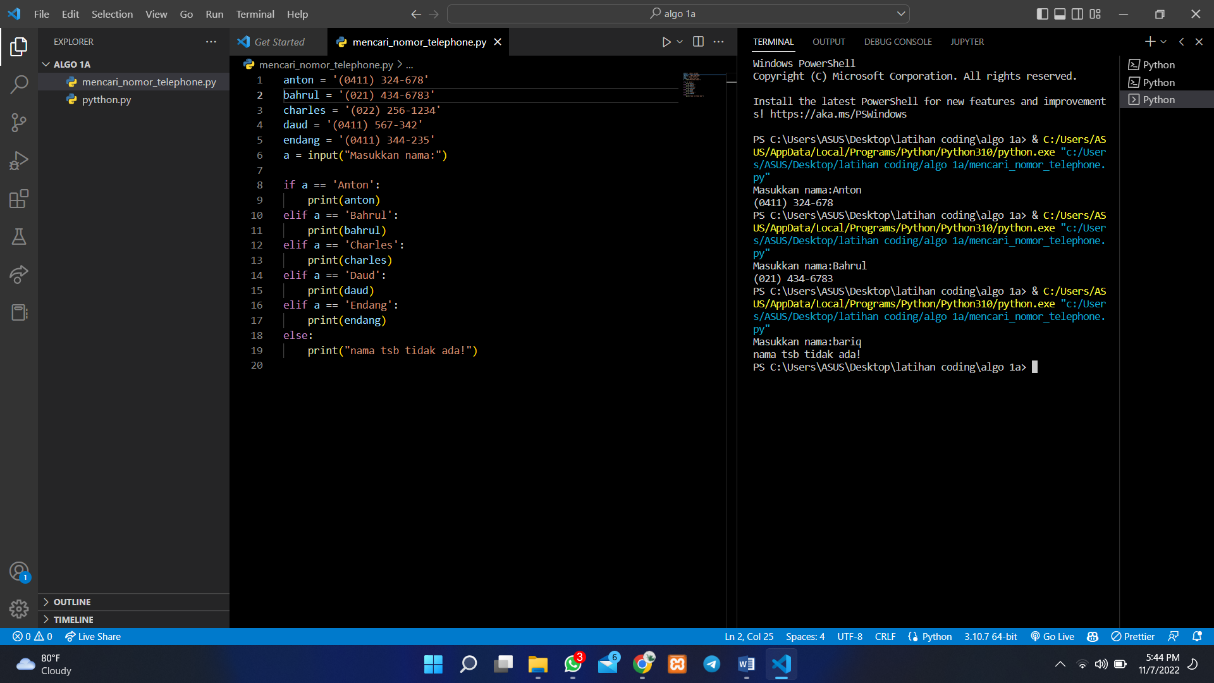 File Edit Selection View Go Run Terminal Help
algo 1a
EXPLORER
ALGO 1A
mencari_nomor_telephone.py
pytthon.py
OUTLINE
TIMELINE
Get Started
mencari_nomor_telephone.py
mencari_nomor_telephone.py > ...
1 anton = '(0411) 324-678'
2 bahrul = '(021) 434-6783'
3 charles = '(022) 256-1234'
4 daud = '(0411) 567-342'
5 endang = '(0411) 344-235'
6 a = input("Masukkan nama:")
7
8 if a == 'Anton':
9 print(anton)
10 elif a == 'Bahrul':
11 print(bahrul)
12 elif a == 'Charles':
13 print(charles)
14 elif a == 'Daud':
15 print(daud)
16 elif a == 'Endang':
17 print(endang)
18 else:
19 print("nama tsb tidak ada!")
20
TERMINAL OUTPUT DEBUG CONSOLE JUPYTER
Windows PowerShell
Copyright (C) Microsoft Corporation. All rights reserved.
Install the latest PowerShell for new features and improvement
s! https://aka.ms/PSWindows
PS C:\Users\ASUS\Desktop\latihan coding\algo 1a> & C:/Users/AS
US/AppData/Local/Programs/Python/Python310/python.exe "c:/User
s/ASUS/Desktop/latihan coding/algo 1a/mencari_nomor_telephone.
py"
Masukkan nama:Anton
(0411) 324-678
PS C:\Users\ASUS\Desktop\latihan coding\algo 1a> & C:/Users/AS
US/AppData/Local/Programs/Python/Python310/python.exe "c:/User
s/ASUS/Desktop/latihan coding/algo 1a/mencari_nomor_telephone.
py"
Masukkan nama:Bahrul
(021) 434-6783
PS C:\Users\ASUS\Desktop\latihan coding\algo 1a> & C:/Users/AS
US/AppData/Local/Programs/Python/Python310/python.exe "c:/User
s/ASUS/Desktop/latihan coding/algo 1a/mencari_nomor_telephone.
py"
Masukkan nama:bariq
nama tsb tidak ada!
PS C:\Users\ASUS\Desktop\latihan coding\algo 1a>
Python
Python
Python
1
0 0 Live Share
Ln 2, Col 25 Spaces: 4 UTF-8 CRLF Python 3.10.7 64-bit Go Live Prettier
80°F
Cloudy
3
6
5:44 PM
11/7/2022